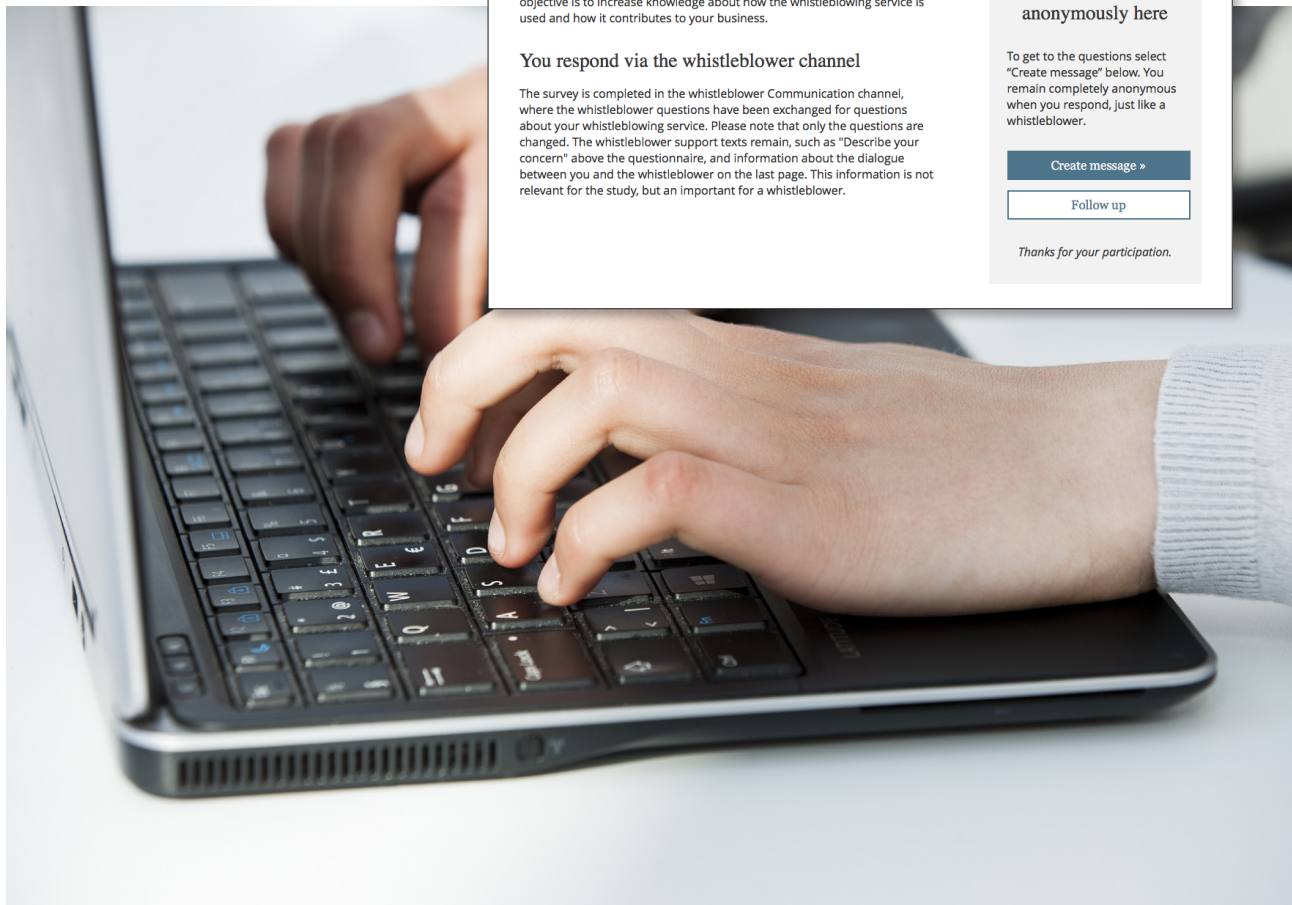 objective is to increase knowledge about how the whistleblowing service is
used and how it contributes to your business.
You respond via the whistleblower channel
The survey is completed in the whistleblower Communication channel,
where the whistleblower questions have been exchanged for questions
about your whistleblowing service. Please note that only the questions are
changed. The whistleblower support texts remain, such as "Describe your
concern" above the questionnaire, and information about the dialogue
between you and the whistleblower on the last page. This information is not
relevant for the study, but an important for a whistleblower.
anonymously here
To get to the questions select
“Create message” below. You
remain completely anonymous
when you respond, just like a
whistleblower.
Create message »
Follow up
Thanks for your participation.
R
E €
W
Q
F
D
S
A
3 £
2 @